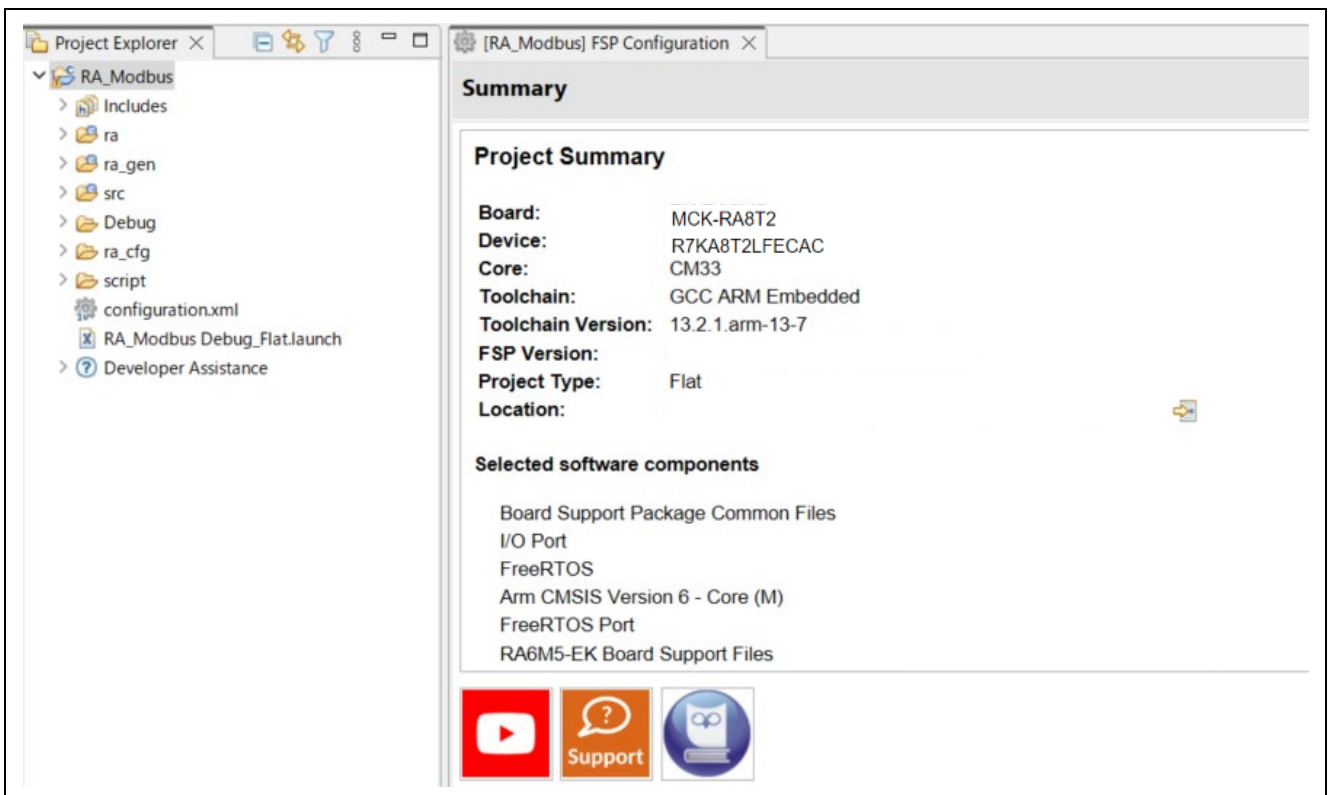 Project Explorer
RA_Modbus
Includes
ra
ra_gen
src
Debug
ra_cfg
script
configuration.xml
RA_Modbus Debug_Flat.launch
Developer Assistance
[RA_Modbus] FSP Configuration
Summary
Project Summary
Board: MCK-RA8T2
Device: R7KA8T2LFECAC
Core: CM33
Toolchain: GCC ARM Embedded
Toolchain Version: 13.2.1.arm-13-7
FSP Version:
Project Type: Flat
Location:
Selected software components
Board Support Package Common Files
I/O Port
FreeRTOS
Arm CMSIS Version 6 - Core (M)
FreeRTOS Port
RA6M5-EK Board Support Files
?
Support